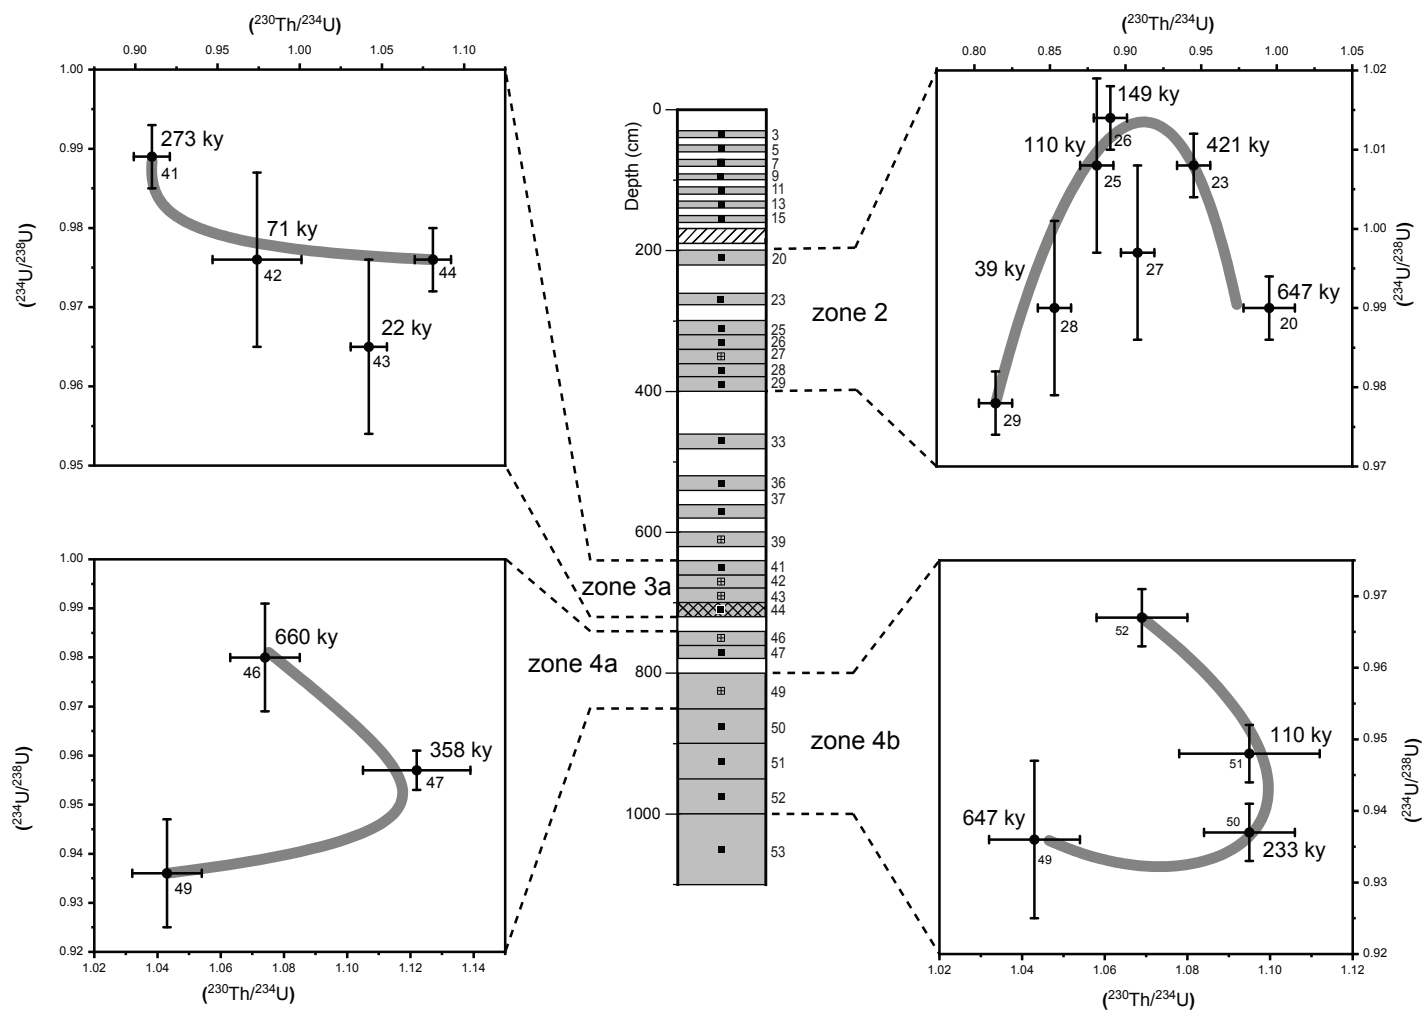 (²³⁰Th/²³⁴U)
0.90 0.95 1.00 1.05 1.10
1.00
0.99
0.98
0.97
0.96
0.95
(²³⁴U/²³⁸U)
273 ky
41
71 ky
42
44
22 ky
43
Depth (cm)
0
200
400
600
800
1000
3
5
7
9
11
13
15
20
23
25
26
27
28
29
33
36
37
39
41
42
43
44
46
47
49
50
51
52
53
zone 2
zone 3a
zone 4a
zone 4b
(²³⁰Th/²³⁴U)
0.80 0.85 0.90 0.95 1.00 1.05
1.02
1.01
1.00
0.99
0.98
0.97
(²³⁴U/²³⁸U)
149 ky
26
110 ky
25
421 ky
23
27
39 ky
28
647 ky
20
29
1.00
0.99
0.98
0.97
0.96
0.95
0.94
0.93
0.92
(²³⁴U/²³⁸U)
660 ky
46
358 ky
47
49
1.02 1.04 1.06 1.08 1.10 1.12 1.14
(²³⁰Th/²³⁴U)
0.97
0.96
0.95
0.94
0.93
0.92
(²³⁴U/²³⁸U)
52
110 ky
51
647 ky
49
50
233 ky
1.02 1.04 1.06 1.08 1.10 1.12
(²³⁰Th/²³⁴U)